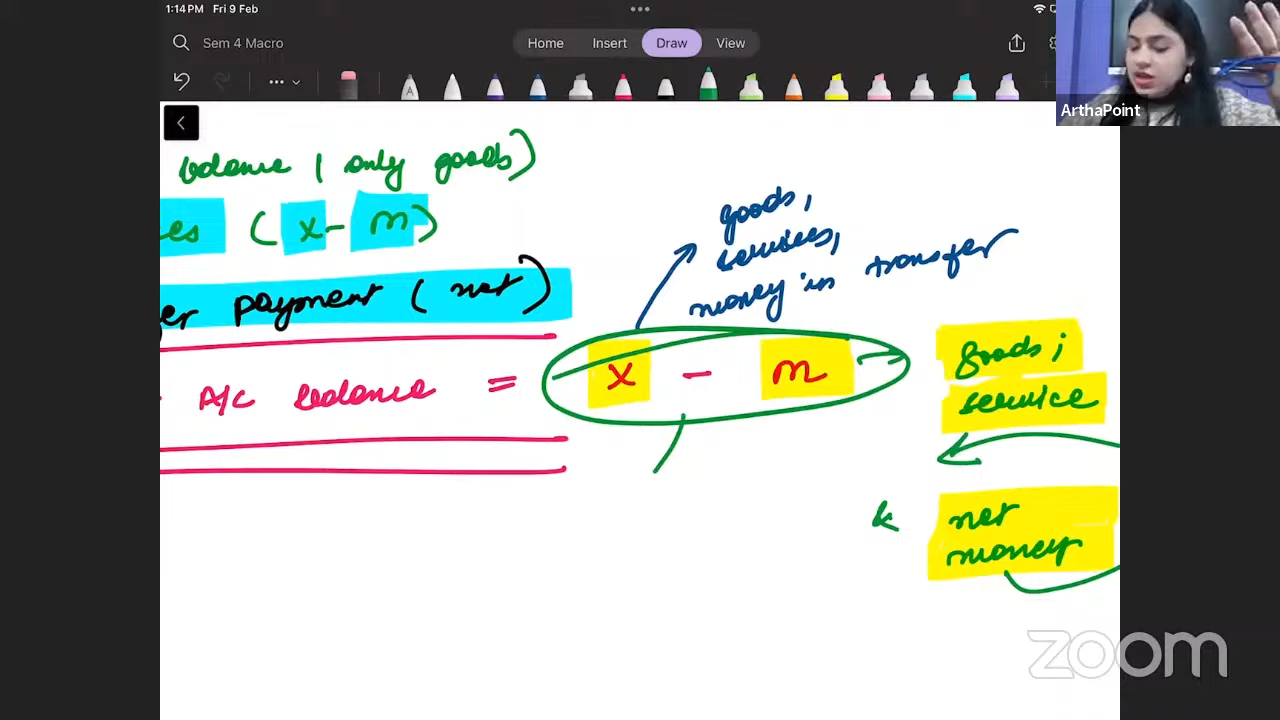 1:14 PM Fri 9 Feb
Sem 4 Macro
Home Insert Draw View
A
ArthaPoint
balance ( only goods)
es ( X - M )
er payment ( net )
goods,
services,
money in transfer
A/C balance = X - M
goods ;
service
& net
money
zoom